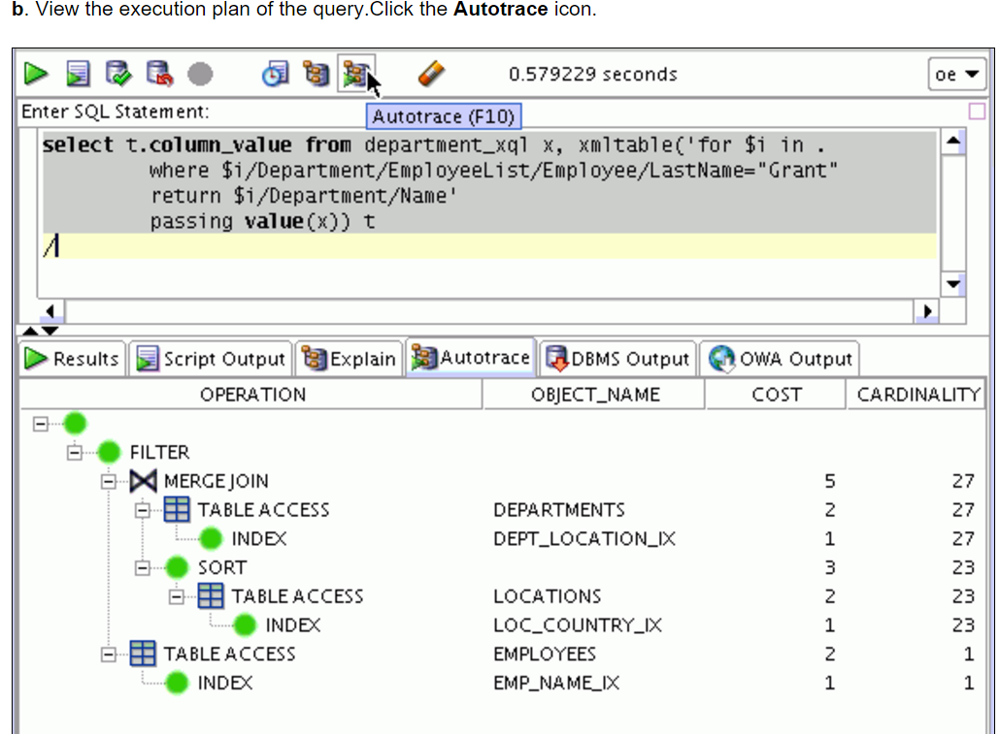 b. View the execution plan of the query.Click the Autotrace icon.
0.579229 seconds
oe
Enter SQL Statement:
Autotrace (F10)
select t.column_value from department_xql x, xmltable('for $i in .
where $i/Department/EmployeeList/Employee/LastName="Grant"
return $i/Department/Name'
passing value(x)) t
/
Results Script Output Explain Autotrace DBMS Output OWA Output
OPERATION OBJECT_NAME COST CARDINALITY
FILTER
MERGE JOIN 5 27
TABLE ACCESS DEPARTMENTS 2 27
INDEX DEPT_LOCATION_IX 1 27
SORT 3 23
TABLE ACCESS LOCATIONS 2 23
INDEX LOC_COUNTRY_IX 1 23
TABLE ACCESS EMPLOYEES 2 1
INDEX EMP_NAME_IX 1 1